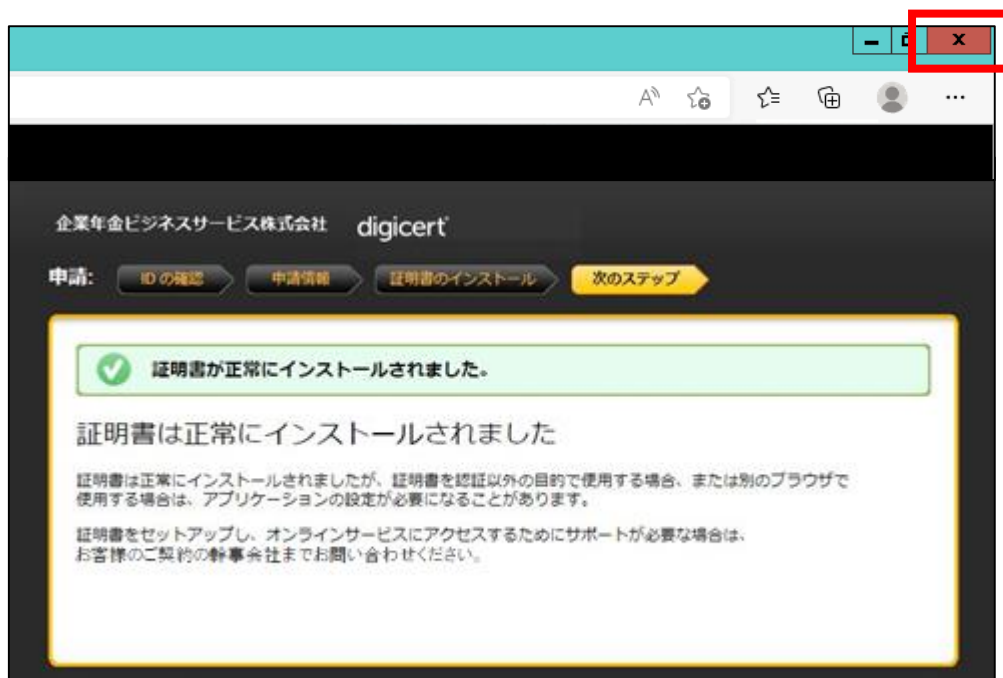 企業年金ビジネスサービス株式会社 digicert
申請: IDの確認 申請情報 証明書のインストール 次のステップ
証明書が正常にインストールされました。
証明書は正常にインストールされました
証明書は正常にインストールされましたが、証明書を認証以外の目的で使用する場合、または別のブラウザで
使用する場合は、アプリケーションの設定が必要になることがあります。
証明書をセットアップし、オンラインサービスにアクセスするためにサポートが必要な場合は、
お客様のご契約の幹事会社までお問い合わせください。